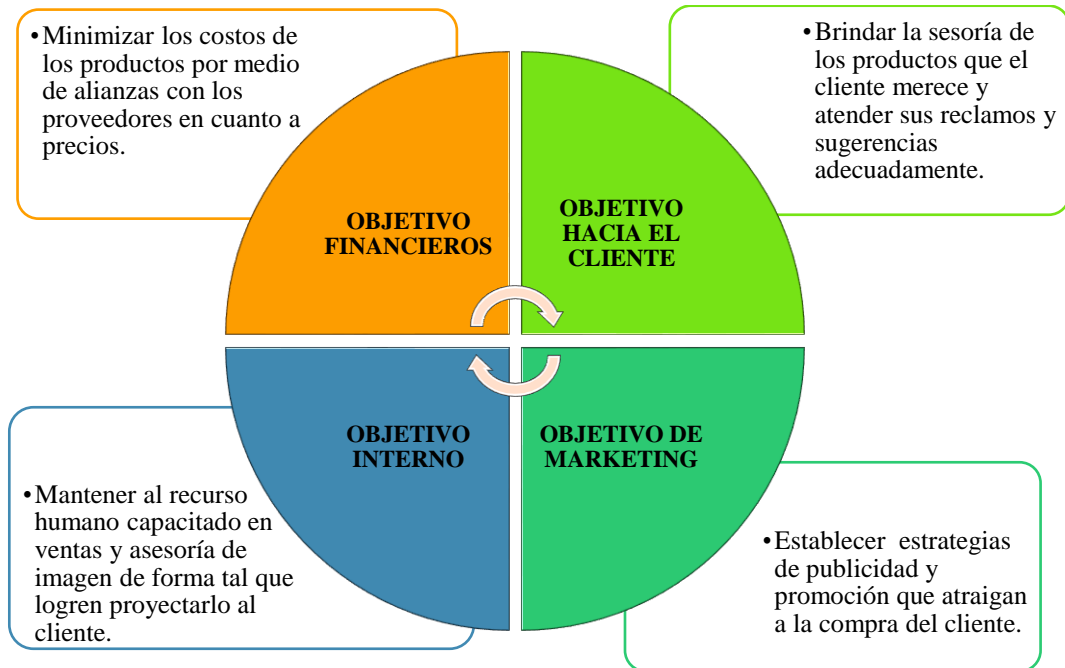 •Minimizar los costos de
los productos por medio
de alianzas con los
proveedores en cuanto a
precios.
•Brindar la sesoría de
los productos que el
cliente merece y
atender sus reclamos y
sugerencias
adecuadamente.
OBJETIVO
FINANCIEROS
OBJETIVO
HACIA EL
CLIENTE
OBJETIVO
INTERNO
OBJETIVO DE
MARKETING
•Mantener al recurso
humano capacitado en
ventas y asesoría de
imagen de forma tal que
logren proyectarlo al
cliente.
•Establecer estrategias
de publicidad y
promoción que atraigan
a la compra del cliente.